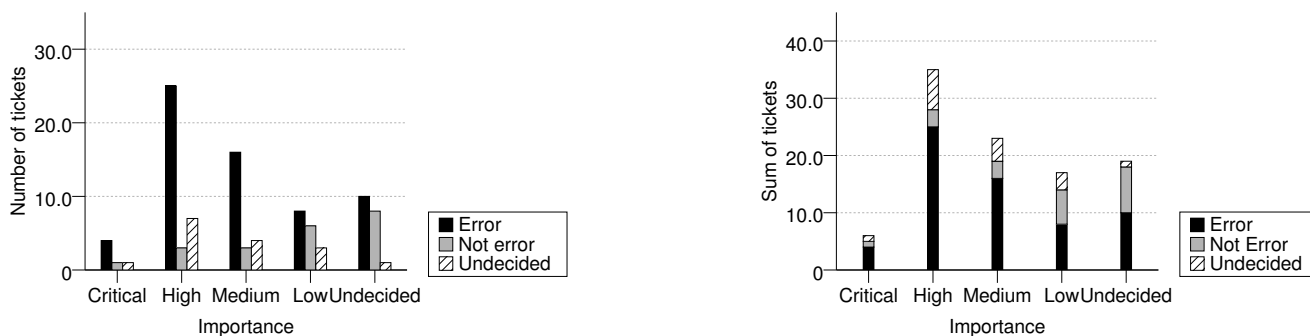 Number of tickets
30.0
20.0
10.0
0
Critical High Medium Low Undecided
Importance
Error
Not error
Undecided
Sum of tickets
40.0
30.0
20.0
10.0
0
Critical High Medium Low Undecided
Importance
Error
Not Error
Undecided